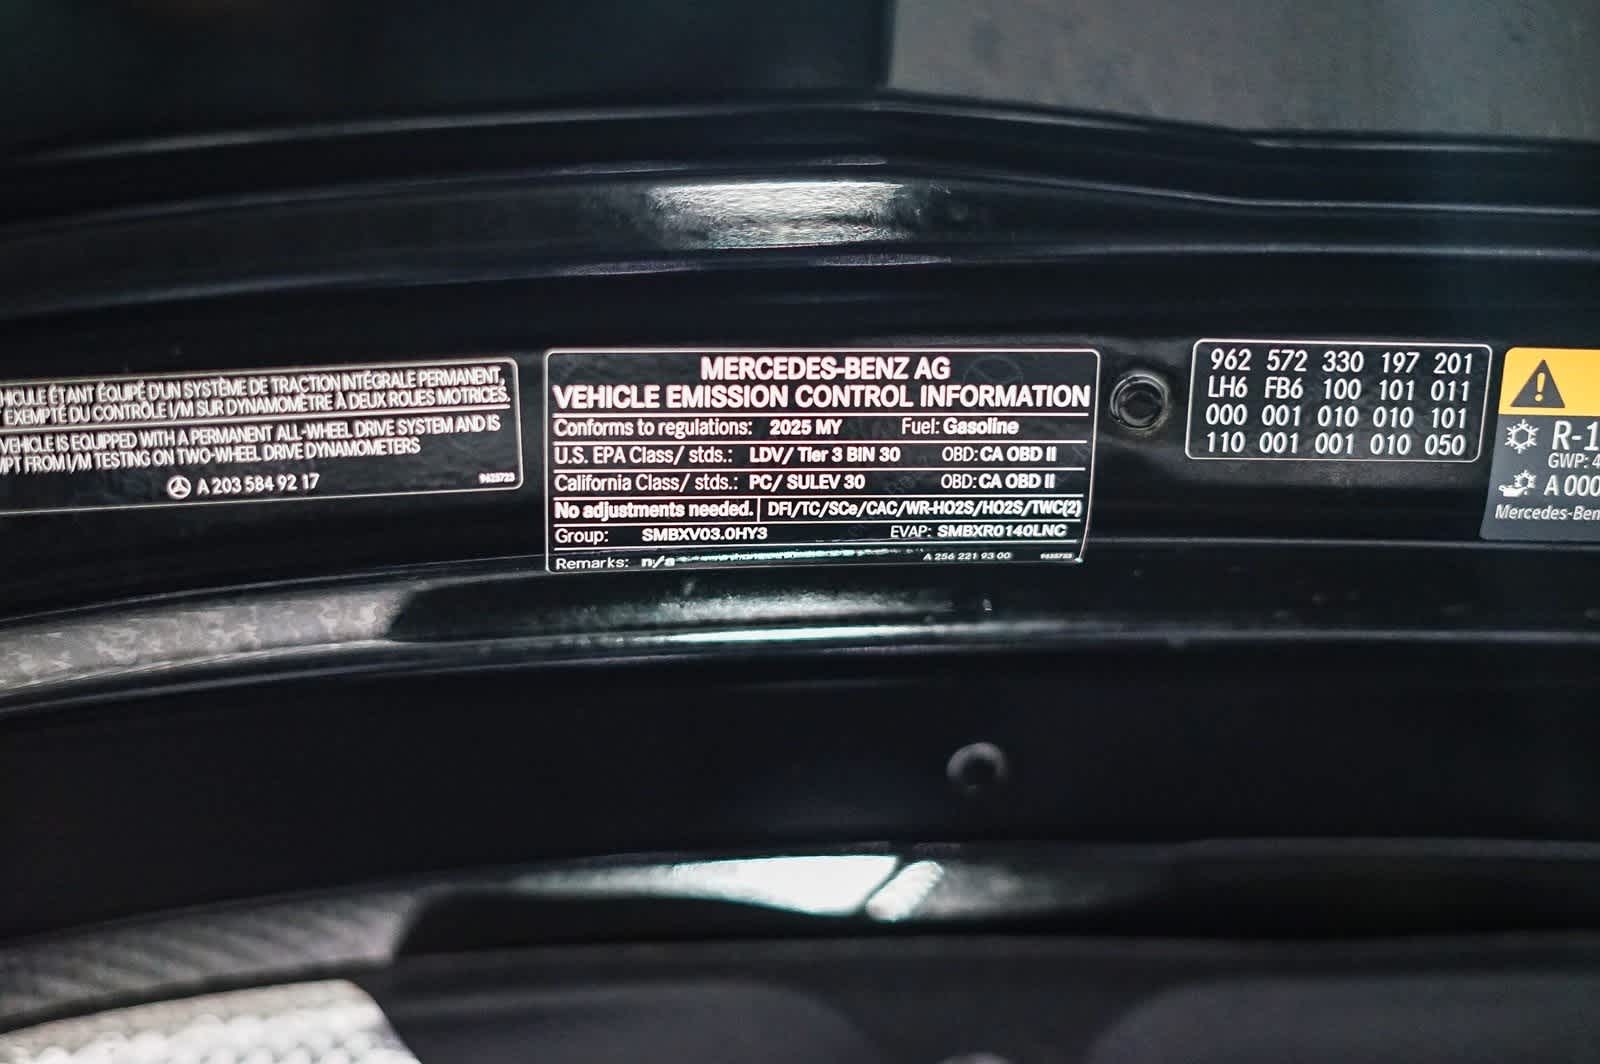 HICULE ÉTANT ÉQUIPÉ D'UN SYSTÈME DE TRACTION INTÉGRALE PERMANENT,
EXEMPTÉ DU CONTRÔLE I/M SUR DYNAMOMÈTRE À DEUX ROUES MOTRICES.
VEHICLE IS EQUIPPED WITH A PERMANENT ALL-WHEEL DRIVE SYSTEM AND IS
MPT FROM I/M TESTING ON TWO-WHEEL DRIVE DYNAMOMETERS
A 203 584 92 17
MERCEDES-BENZ AG
VEHICLE EMISSION CONTROL INFORMATION
Conforms to regulations: 2025 MY Fuel: Gasoline
U.S. EPA Class/ stds.: LDV/ Tier 3 BIN 30 OBD: CA OBD II
California Class/ stds.: PC/ SULEV 30 OBD: CA OBD II
No adjustments needed. DFI/TC/SCe/CAC/WR-HO2S/HO2S/TWC(2)
Group: SMBXV03.0HY3 EVAP: SMBXR0140LNC
Remarks: n/a A 256 221 93 00
962 572 330 197 201
LH6 FB6 100 101 011
000 001 010 010 101
110 001 001 010 050
R-1
GWP: 4
A 000
Mercedes-Ben